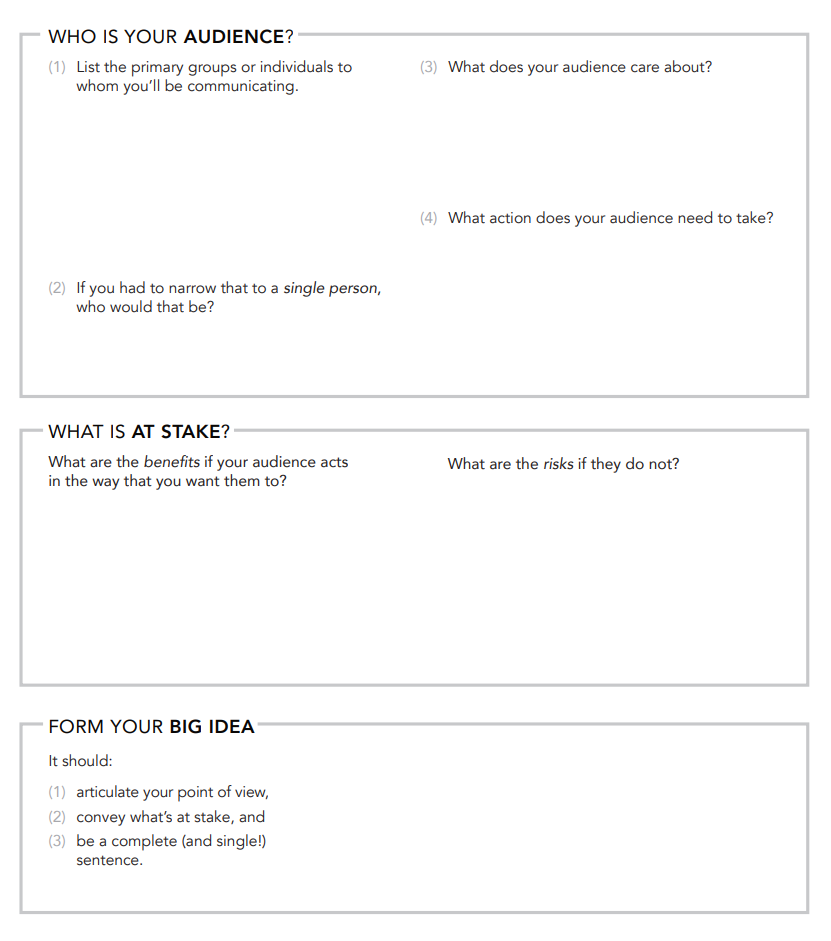 WHO IS YOUR AUDIENCE?
(1) List the primary groups or individuals to
whom you’ll be communicating.
(2) If you had to narrow that to a single person,
who would that be?
(3) What does your audience care about?
(4) What action does your audience need to take?
WHAT IS AT STAKE?
What are the benefits if your audience acts
in the way that you want them to?
What are the risks if they do not?
FORM YOUR BIG IDEA
It should:
(1) articulate your point of view,
(2) convey what’s at stake, and
(3) be a complete (and single!)
sentence.